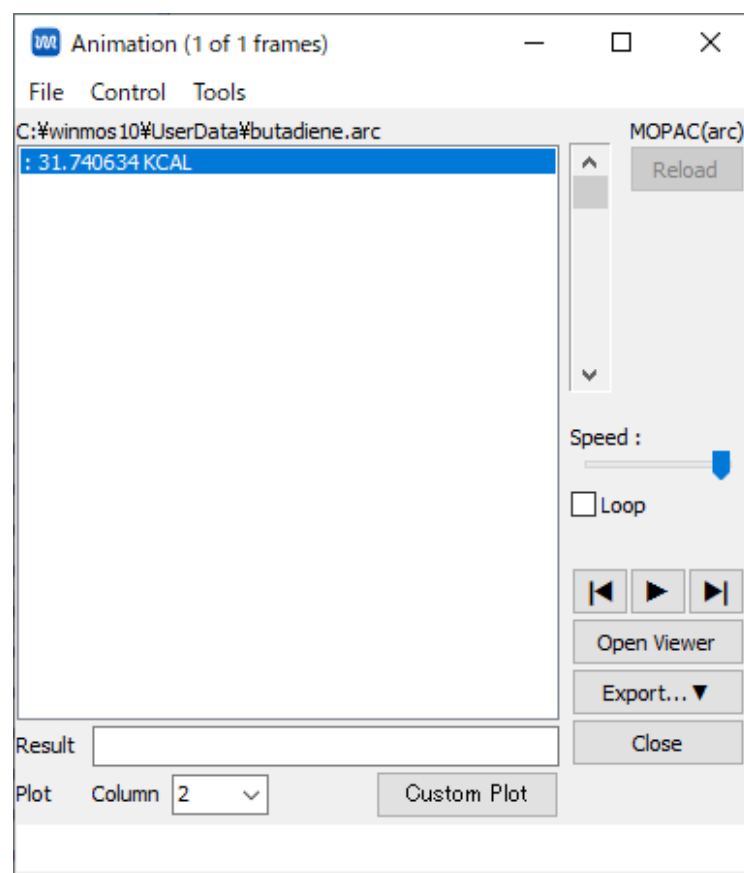 Animation (1 of 1 frames)
File Control Tools
C:¥winmos10¥UserData¥butadiene.arc MOPAC(arc)
: 31.740634 KCAL
Reload
Speed :
Loop
Open Viewer
Export...▼
Result
Close
Plot Column 2 Custom Plot